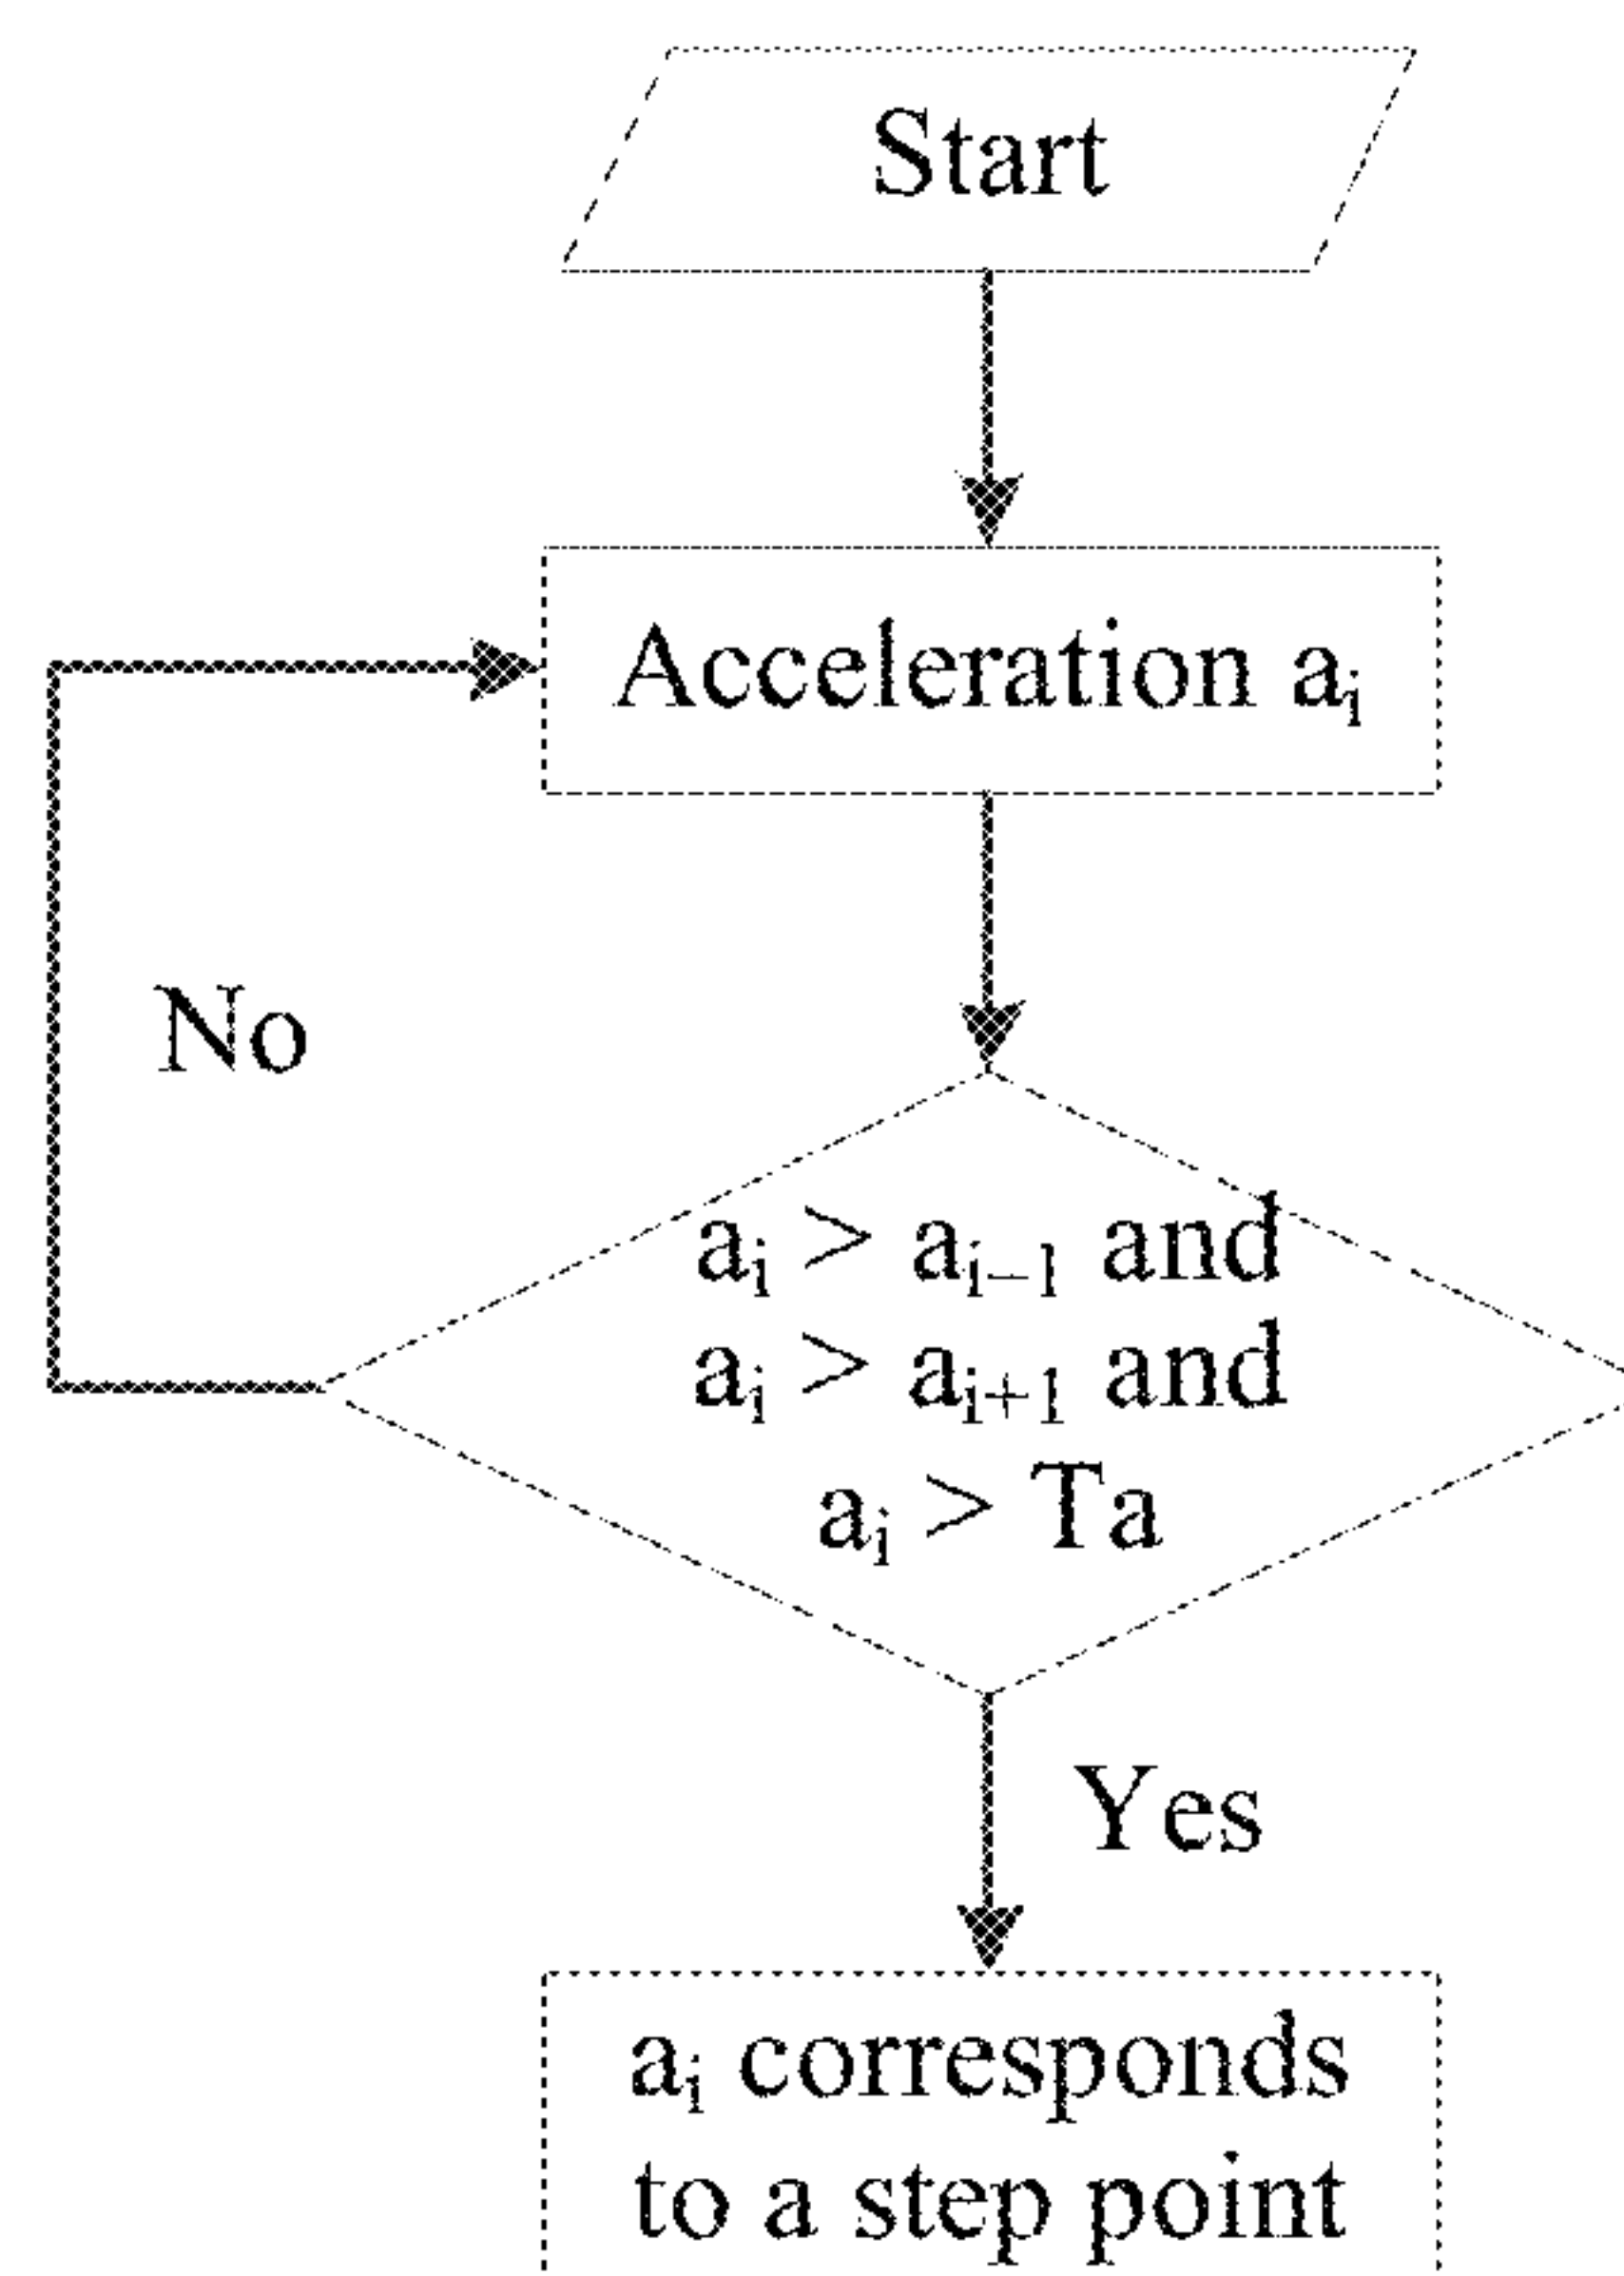 Start
Acceleration aᵢ
No
aᵢ > aᵢ₋₁ and
aᵢ > aᵢ₊₁ and
aᵢ > Ta
Yes
aᵢ corresponds
to a step point